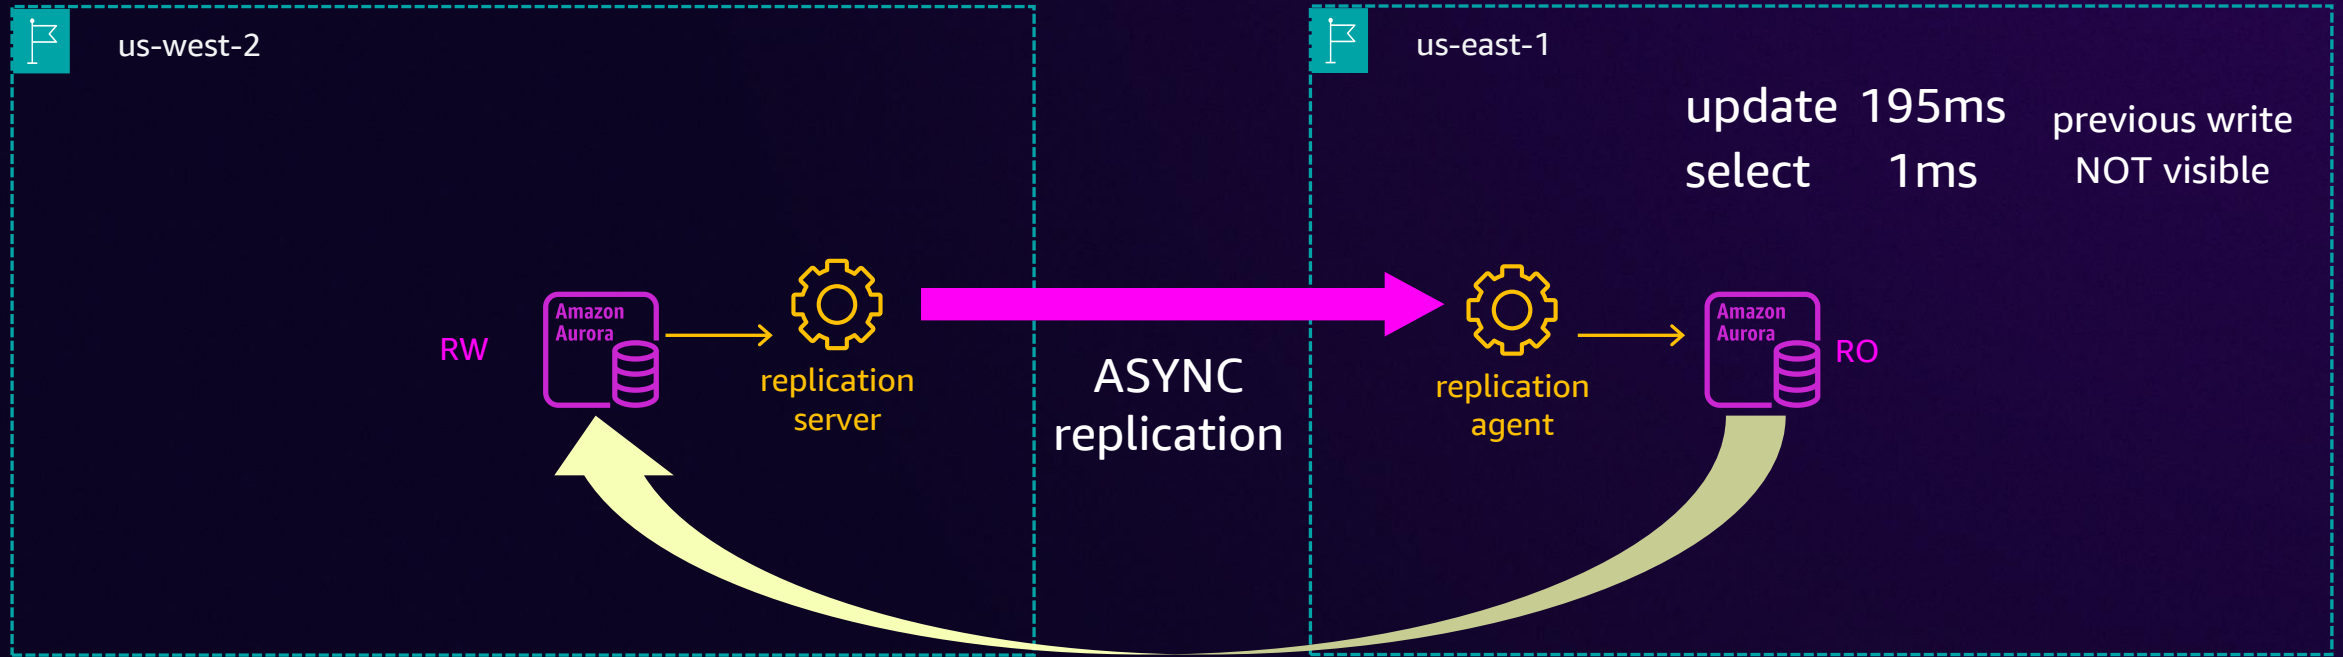 us-west-2
us-east-1
update 195ms
select 1ms
previous write
NOT visible
RW
Amazon
Aurora
replication
server
ASYNC
replication
replication
agent
Amazon
Aurora
RO